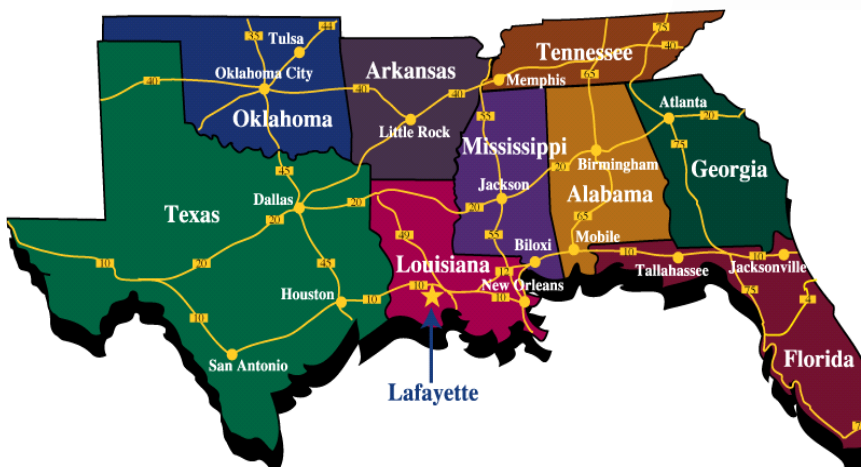 75
35
44
Tulsa
Tennessee
40
Oklahoma City
Arkansas
65
40
40
40
Memphis
Oklahoma
Little Rock
55
Atlanta
20
Mississippi
Birmingham
75
45
20
Georgia
Jackson
Alabama
Texas
Dallas
20
20
20
65
49
55
Biloxi
Mobile
Louisiana
12
10
10
10
20
45
Tallahassee
Jacksonville
New Orleans
10
Houston
10
10
75
4
10
San Antonio
Florida
Lafayette